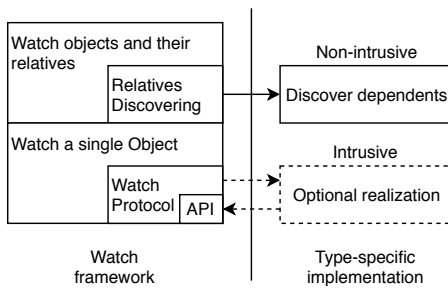 Watch objects and their
relatives
Relatives
Discovering
Watch a single Object
Watch
Protocol
API
Non-intrusive
Discover dependents
Intrusive
Optional realization
Watch
framework
Type-specific
implementation